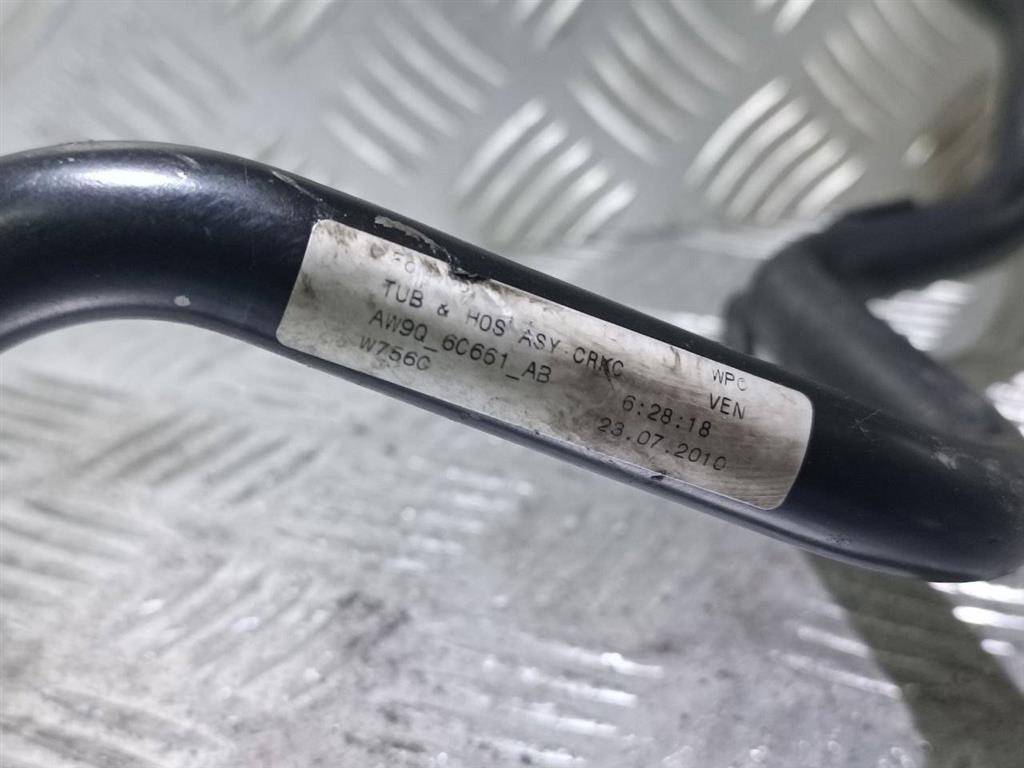 TUB & HOS ASY CRKC WPC
AW9Q_6C661_AB VEN
W756C 6:28:18
23.07.2010